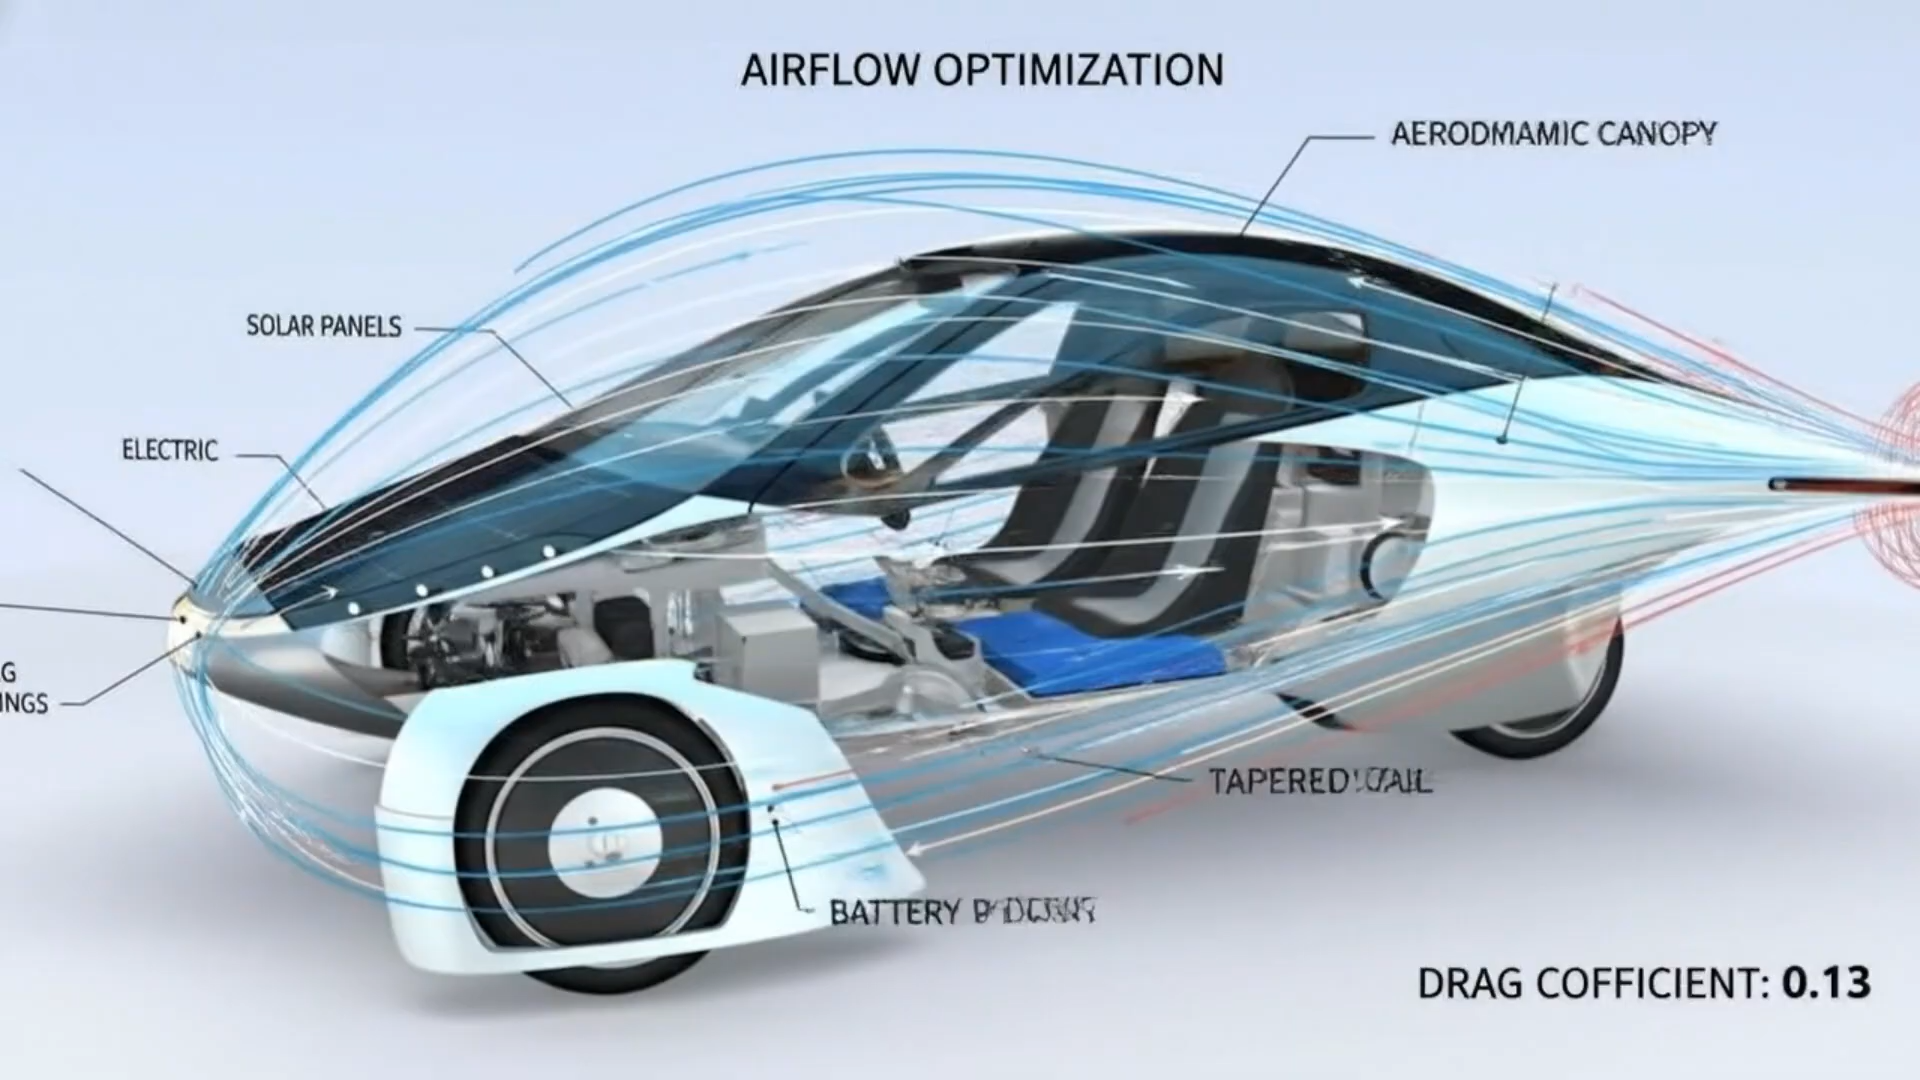 AIRFLOW OPTIMIZATION
AERODMAMIC CANOPY
SOLAR PANELS
ELECTRIC
G
INGS
TAPERED
BATTERY
DRAG COFFICIENT: 0.13